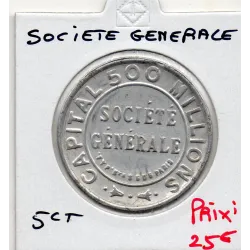 SOCIETE GENERALE
CAPITAL 500 MILLIONS
SOCIÉTÉ
GÉNÉRALE
5CT
PRIX:
25€